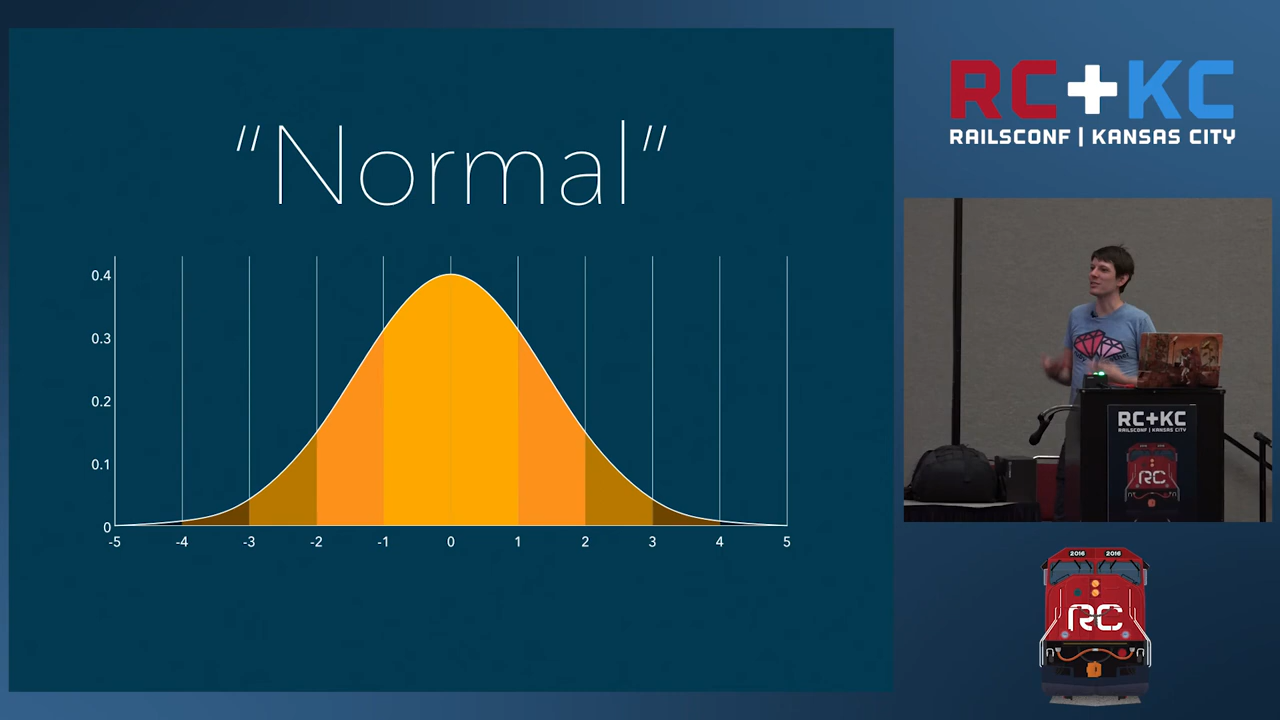 “Normal”
0.4
0.3
0.2
0.1
0
-5 -4 -3 -2 -1 0 1 2 3 4 5
RC+KC
RAILSCONF | KANSAS CITY
RC+KC
RAILSCONF | KANSAS CITY
RC
2016 2016
RC